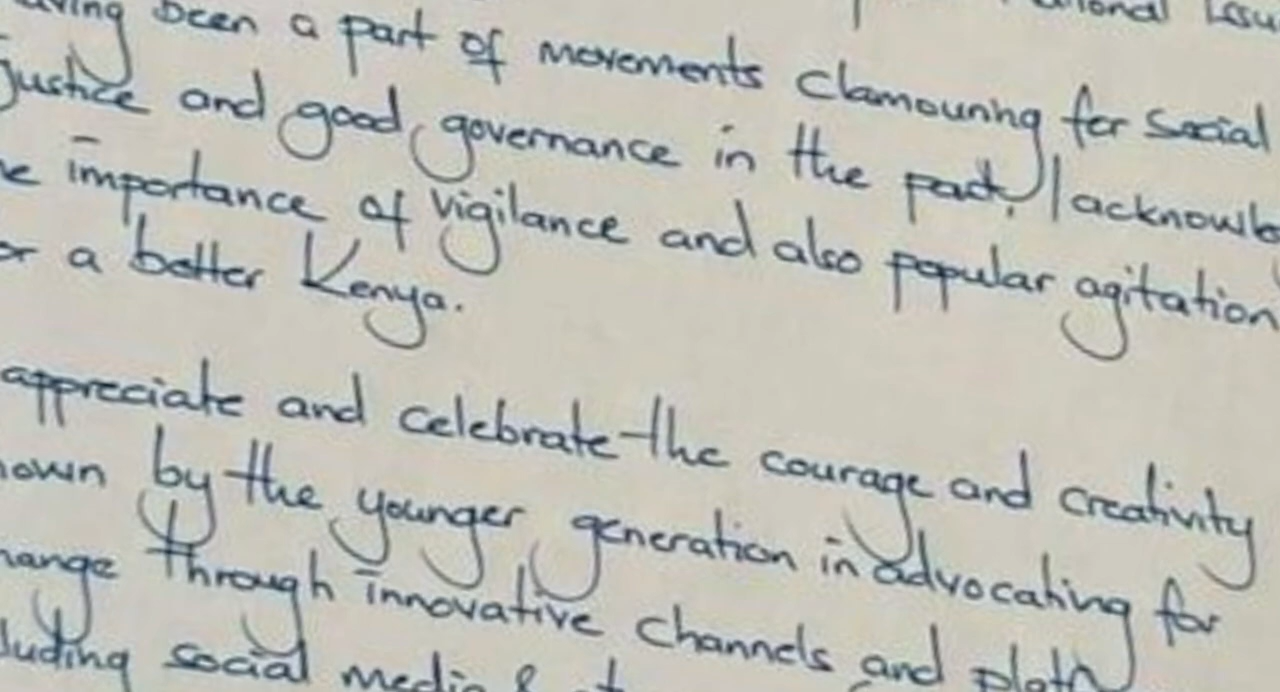 been a part of movements clamouring for social
justice and good governance in the past, I
importance of vigilance and also popular agitation
a better Kenya.
appreciate and celebrate the courage and creativity
by the younger generation in advocating for
through innovative channels and
social media &